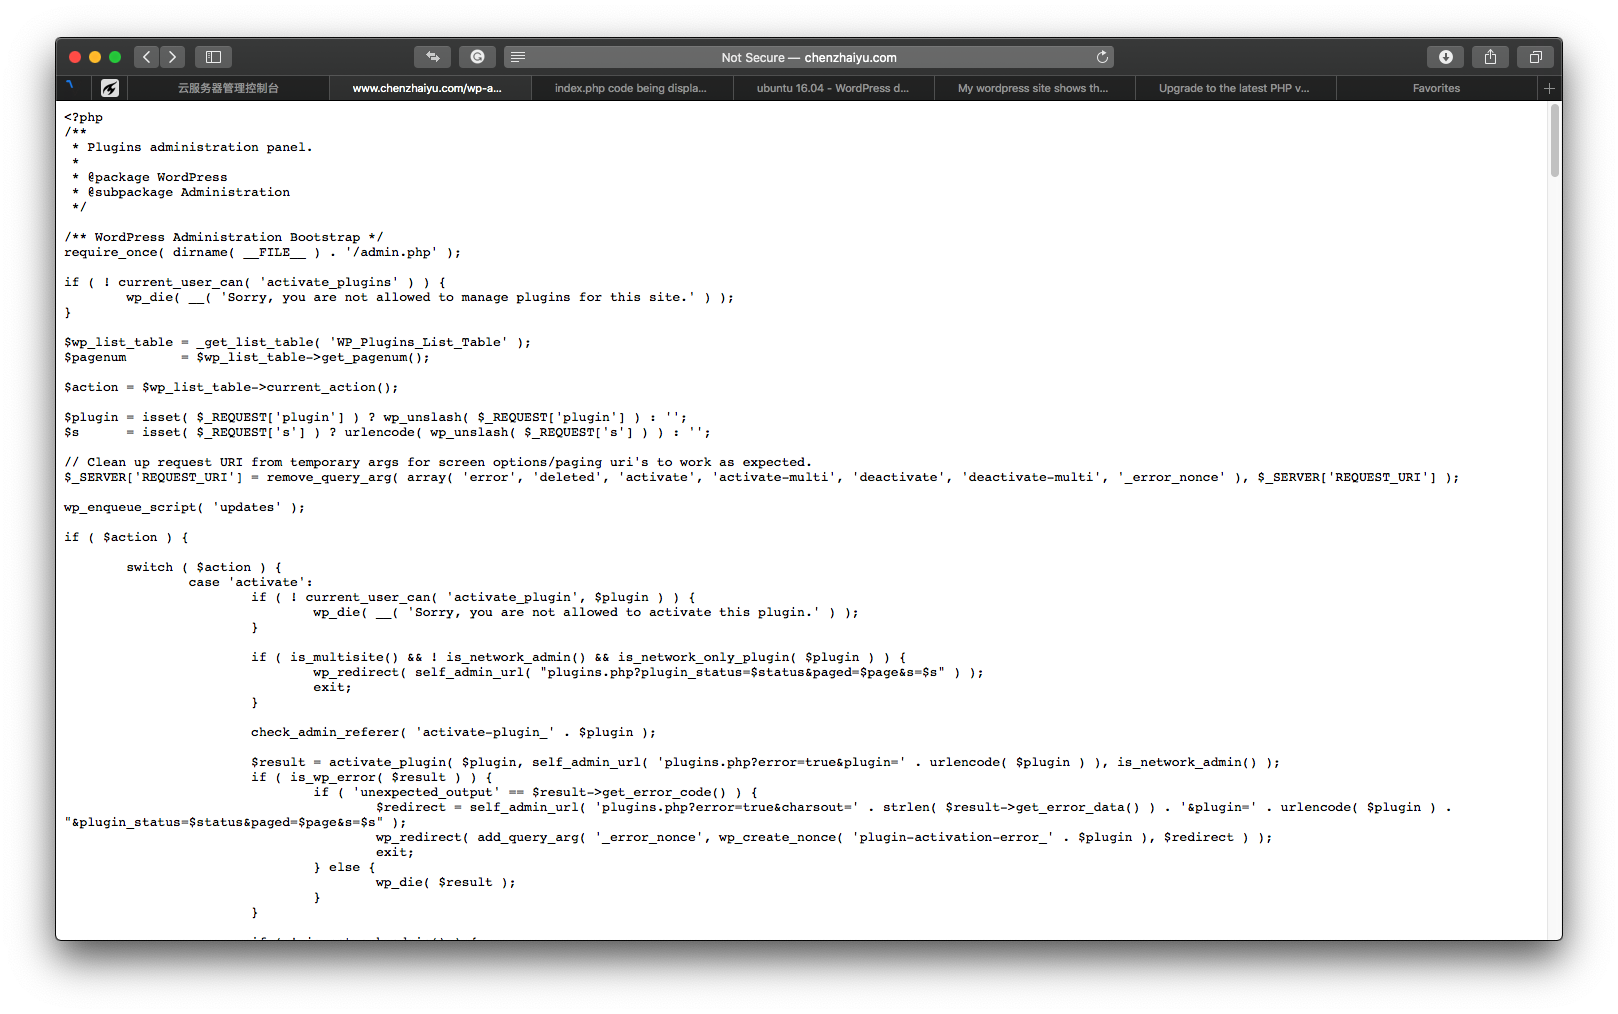 Not Secure — chenzhaiyu.com
云服务器管理控制台
www.chenzhaiyu.com/wp-a...
index.php code being displa...
ubuntu 16.04 - WordPress d...
My wordpress site shows th...
Upgrade to the latest PHP v...
Favorites
<?php
/**
 * Plugins administration panel.
 *
 * @package WordPress
 * @subpackage Administration
 */
/** WordPress Administration Bootstrap */
require_once( dirname( __FILE__ ) . '/admin.php' );
if ( ! current_user_can( 'activate_plugins' ) ) {
        wp_die( __( 'Sorry, you are not allowed to manage plugins for this site.' ) );
}
$wp_list_table = _get_list_table( 'WP_Plugins_List_Table' );
$pagenum       = $wp_list_table->get_pagenum();
$action = $wp_list_table->current_action();
$plugin = isset( $_REQUEST['plugin'] ) ? wp_unslash( $_REQUEST['plugin'] ) : '';
$s      = isset( $_REQUEST['s'] ) ? urlencode( wp_unslash( $_REQUEST['s'] ) ) : '';
// Clean up request URI from temporary args for screen options/paging uri's to work as expected.
$_SERVER['REQUEST_URI'] = remove_query_arg( array( 'error', 'deleted', 'activate', 'activate-multi', 'deactivate', 'deactivate-multi', '_error_nonce' ), $_SERVER['REQUEST_URI'] );
wp_enqueue_script( 'updates' );
if ( $action ) {
        switch ( $action ) {
                case 'activate':
                        if ( ! current_user_can( 'activate_plugin', $plugin ) ) {
                                wp_die( __( 'Sorry, you are not allowed to activate this plugin.' ) );
                        }
                        if ( is_multisite() && ! is_network_admin() && is_network_only_plugin( $plugin ) ) {
                                wp_redirect( self_admin_url( "plugins.php?plugin_status=$status&paged=$page&s=$s" ) );
                                exit;
                        }
                        check_admin_referer( 'activate-plugin_' . $plugin );
                        $result = activate_plugin( $plugin, self_admin_url( 'plugins.php?error=true&plugin=' . urlencode( $plugin ) ), is_network_admin() );
                        if ( is_wp_error( $result ) ) {
                                if ( 'unexpected_output' == $result->get_error_code() ) {
                                        $redirect = self_admin_url( 'plugins.php?error=true&charsout=' . strlen( $result->get_error_data() ) . '&plugin=' . urlencode( $plugin ) .
"&plugin_status=$status&paged=$page&s=$s" );
                                        wp_redirect( add_query_arg( '_error_nonce', wp_create_nonce( 'plugin-activation-error_' . $plugin ), $redirect ) );
                                        exit;
                                } else {
                                        wp_die( $result );
                                }
                        }